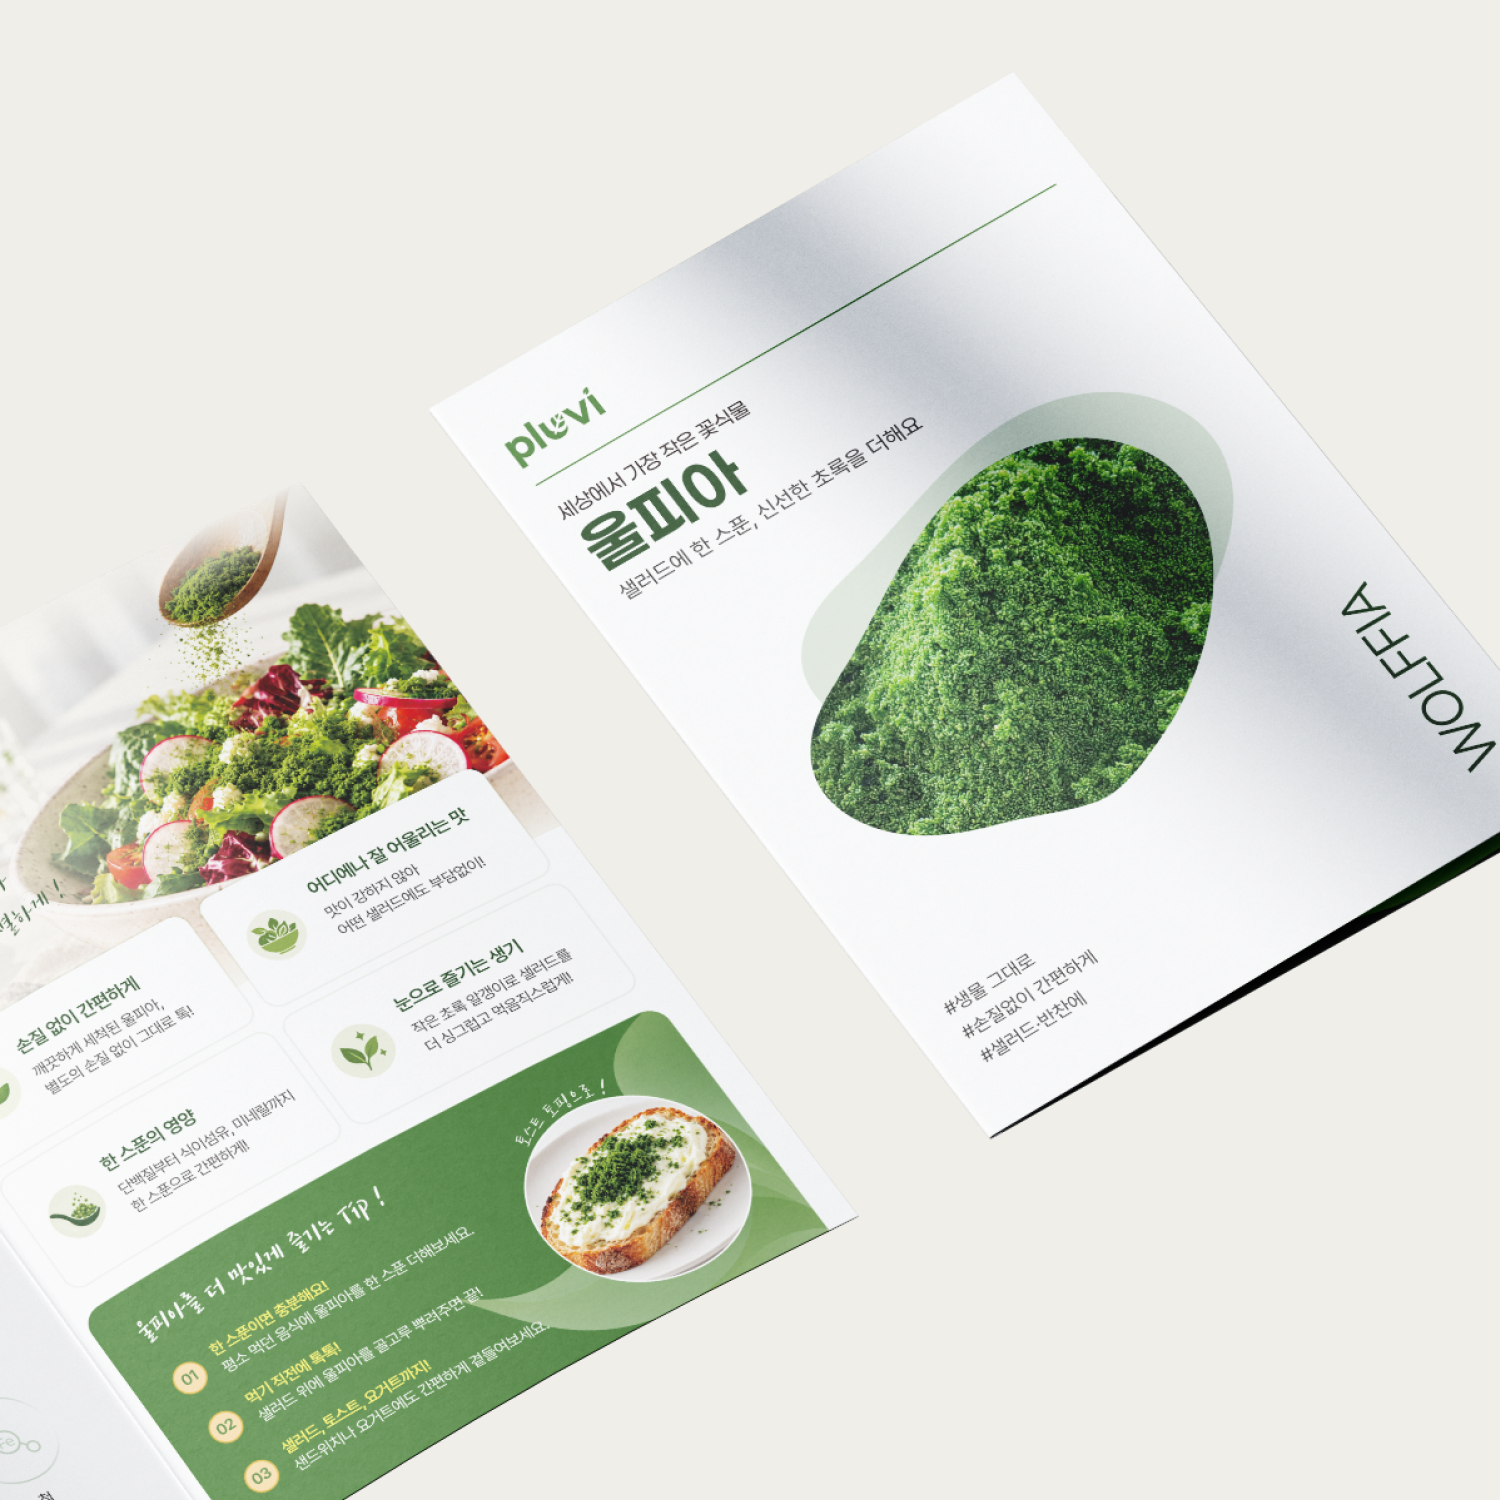 pluvi
세상에서 가장 작은 꽃식물
울피아
샐러드에 한 스푼, 신선한 초록을 더해요
WOLFFIA
#생물 그대로
#손질없이 간편하게
#샐러드·반찬에
어디에나 잘 어울리는 맛
맛이 강하지 않아
어떤 샐러드에도 부담없이!
손질 없이 간편하게
깨끗하게 세척된 울피아,
별도의 손질 없이 그대로 톡!
눈으로 즐기는 생기
작은 초록 알갱이로 샐러드를
더 싱그럽고 먹음직스럽게!
한 스푼의 영양
단백질부터 식이섬유, 미네랄까지
한 스푼으로 간편하게!
토스트 토핑으로!
울피아를 더 맛있게 즐기는 Tip!
01
한 스푼이면 충분해요!
평소 먹던 음식에 울피아를 한 스푼 더해보세요.
02
먹기 직전에 톡톡!
샐러드 위에 울피아를 골고루 뿌려주면 끝!
03
샐러드, 토스트, 요거트까지!
샌드위치나 요거트에도 간편하게 곁들여보세요.
Fe